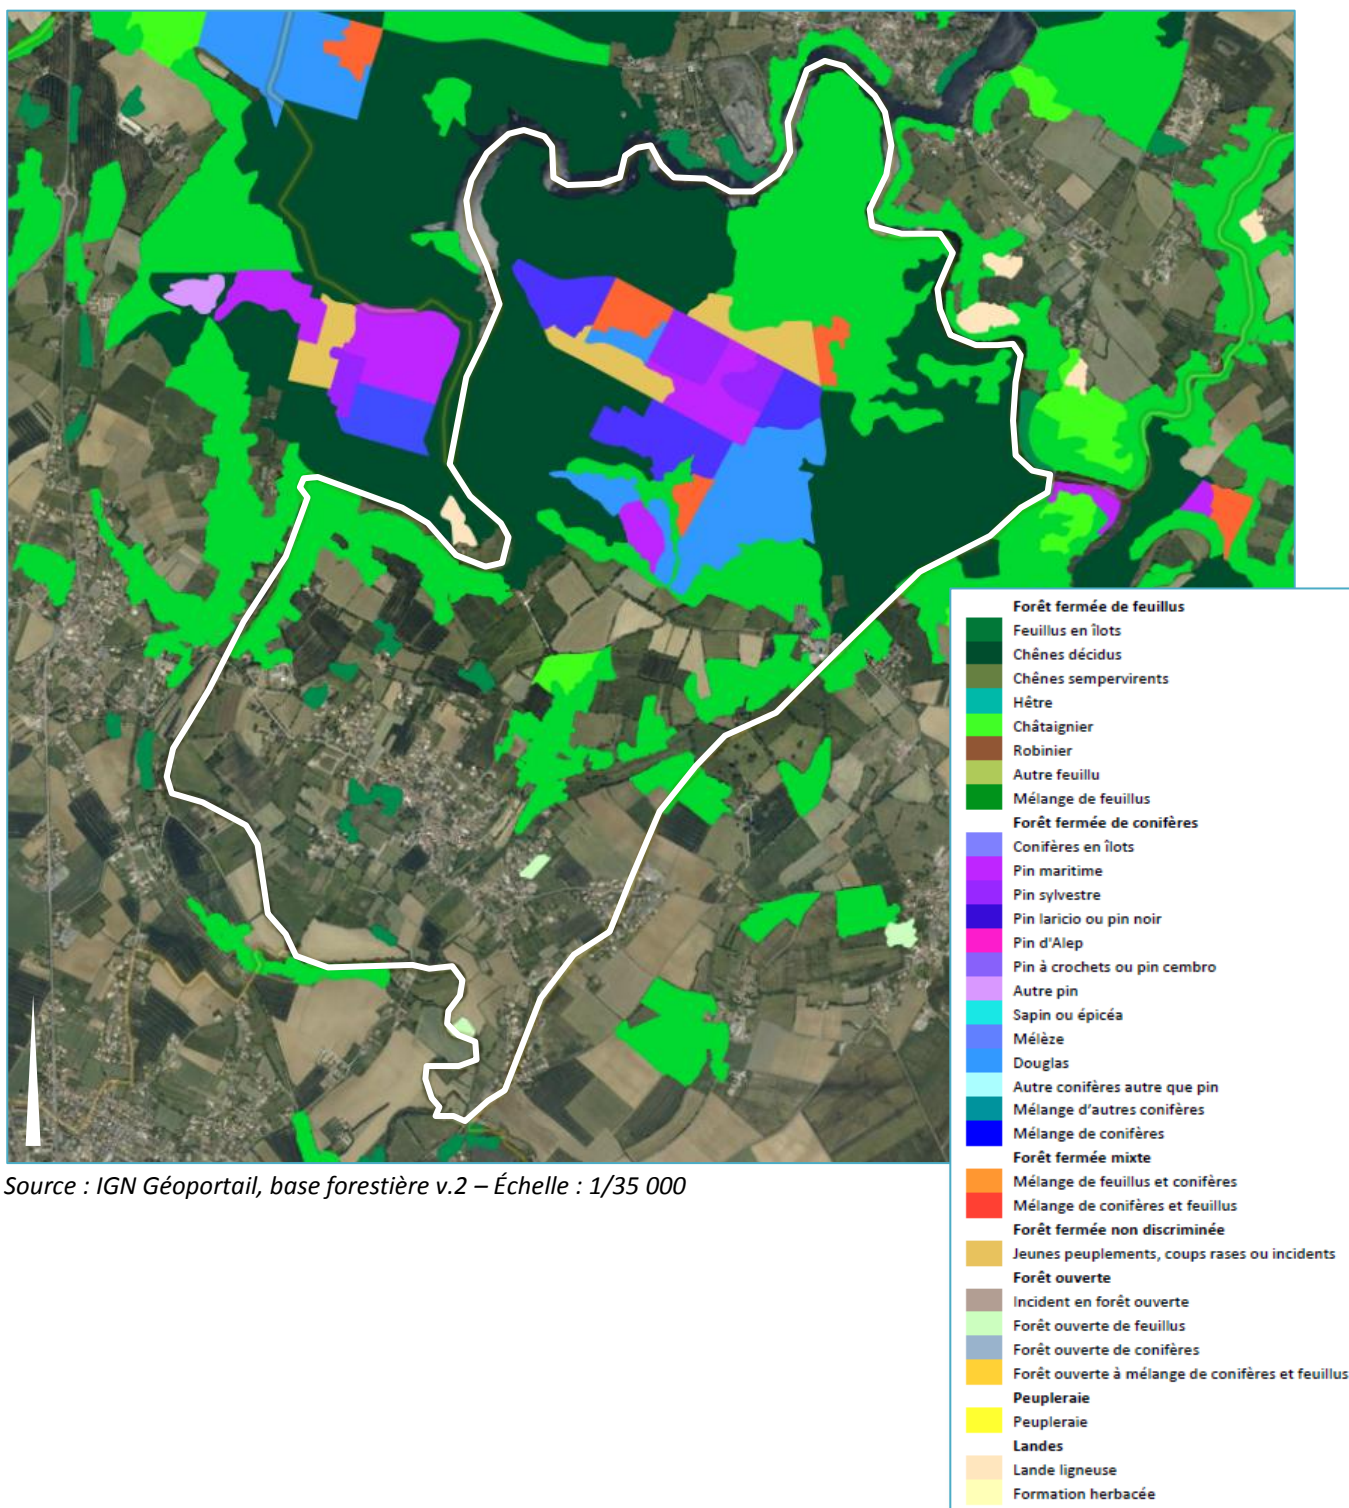 Forêt fermée de feuillus
Feuillus en îlots
Chênes décidus
Chênes sempervirents
Hêtre
Châtaignier
Robinier
Autre feuillu
Mélange de feuillus
Forêt fermée de conifères
Conifères en îlots
Pin maritime
Pin sylvestre
Pin laricio ou pin noir
Pin d'Alep
Pin à crochets ou pin cembro
Autre pin
Sapin ou épicéa
Mélèze
Douglas
Autre conifères autre que pin
Mélange d'autres conifères
Mélange de conifères
Forêt fermée mixte
Mélange de feuillus et conifères
Mélange de conifères et feuillus
Forêt fermée non discriminée
Jeunes peuplements, coups rases ou incidents
Forêt ouverte
Incident en forêt ouverte
Forêt ouverte de feuillus
Forêt ouverte de conifères
Forêt ouverte à mélange de conifères et feuillus
Peupleraie
Peupleraie
Landes
Lande ligneuse
Formation herbacée
Source : IGN Géoportail, base forestière v.2 – Échelle : 1/35 000